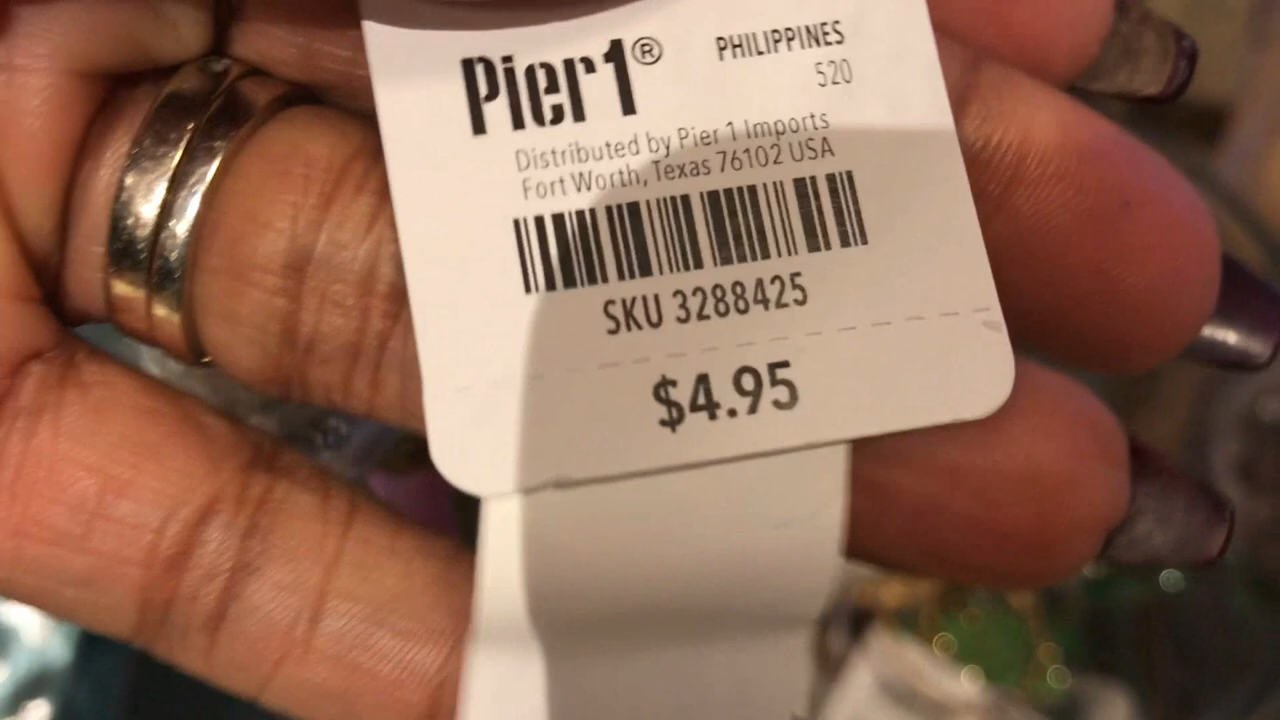 Pier1® PHILIPPINES
520
Distributed by Pier 1 Imports
Fort Worth, Texas 76102 USA
SKU 3288425
$4.95